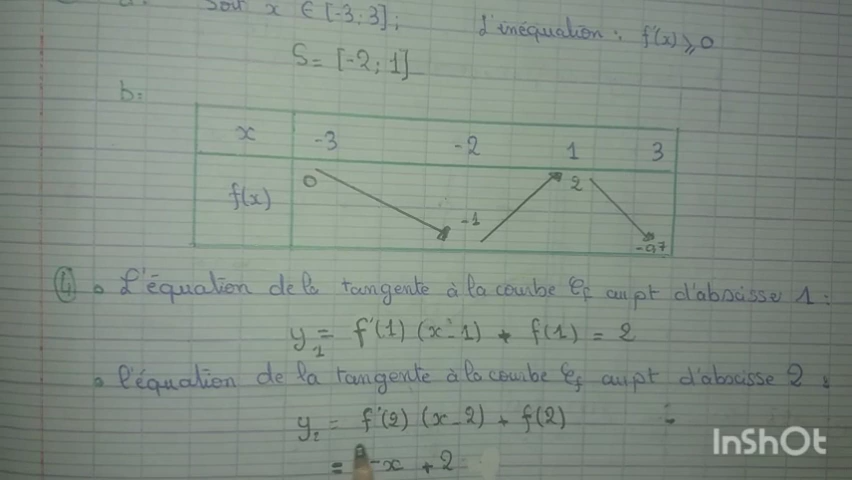 a. Soit x ∈ [-3; 3]; L'inéquation: f'(x) ⩾ 0
S = [-2; 1]
b=
x -3 -2 1 3
f(x) 0 -1 2 -0,7
④ • L'équation de la tangente à la courbe Cf au pt d'abscisse 1:
y₁ = f'(1) (x-1) + f(1) = 2
• l'équation de la tangente à la courbe Cf au pt d'abscisse 2:
y₂ = f'(2) (x-2) + f(2)
= -x + 2
InShOt